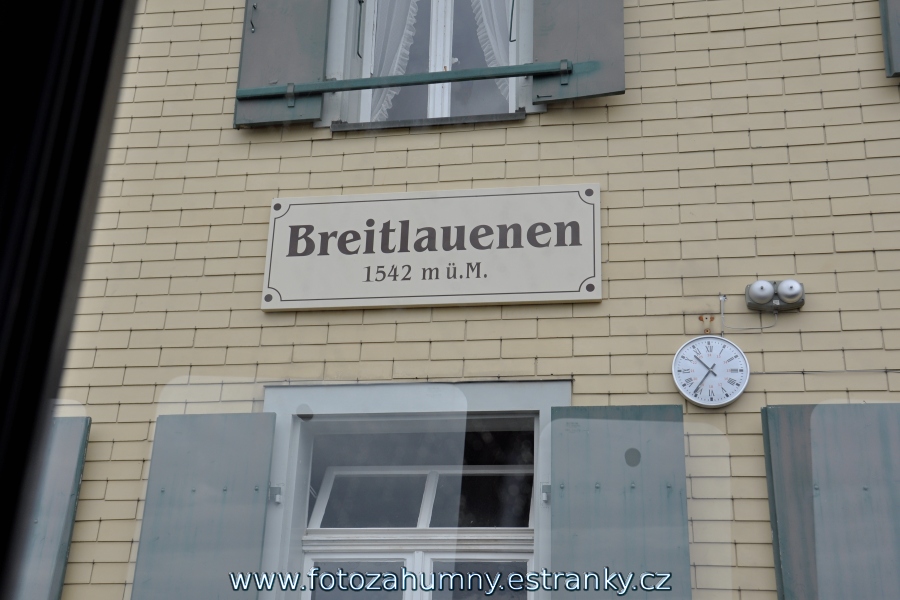 Breitlauenen
1542 m ü.M.
www.fotozahumny.estranky.cz